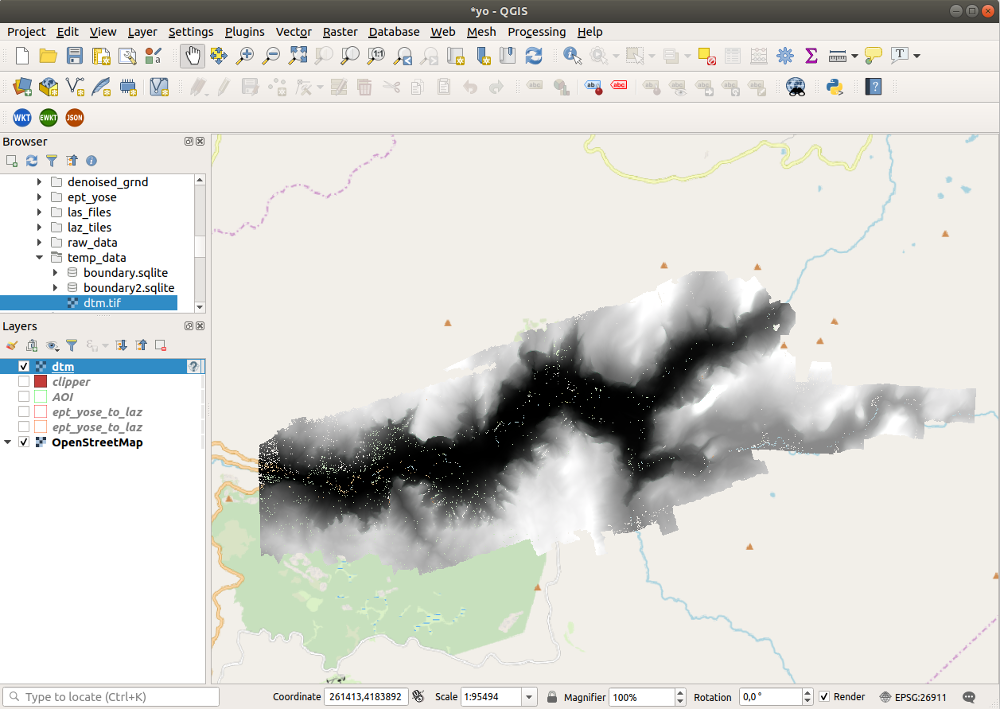 *yo - QGIS
Project Edit View Layer Settings Plugins Vector Raster Database Web Mesh Processing Help
WKT EWKT JSON
Browser
denoised_grnd
ept_yose
las_files
laz_tiles
raw_data
temp_data
boundary.sqlite
boundary2.sqlite
dtm.tif
Layers
dtm ?
clipper
AOI
ept_yose_to_laz
ept_yose_to_laz
OpenStreetMap
Type to locate (Ctrl+K) Coordinate 261413,4183892 Scale 1:95494 Magnifier 100% Rotation 0,0 ° Render EPSG:26911